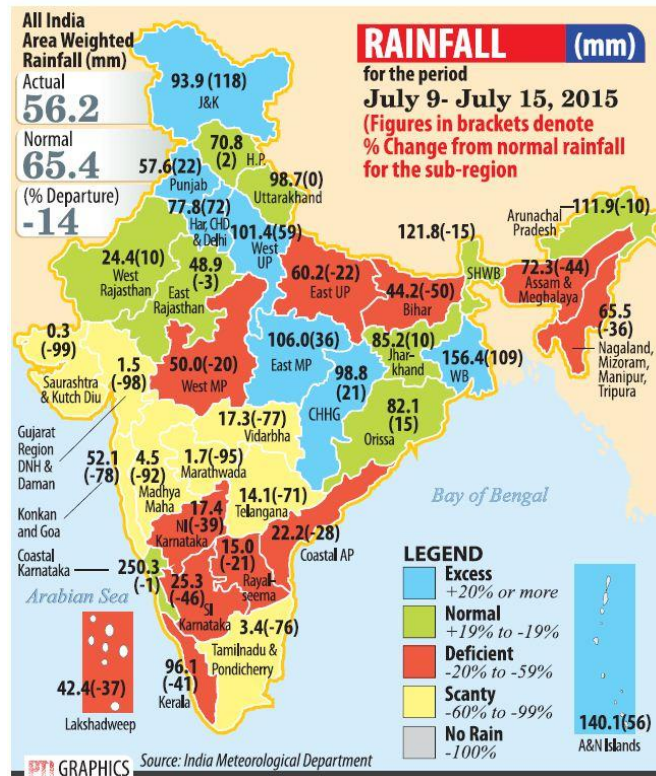 All India
Area Weighted
Rainfall (mm)
Actual
56.2
Normal
65.4
(% Departure)
-14
RAINFALL (mm)
for the period
July 9- July 15, 2015
(Figures in brackets denote
% Change from normal rainfall
for the sub-region
93.9 (118)
J&K
70.8
(2) H.P.
57.6(22)
Punjab
98.7(0)
Uttarakhand
77.8(72)
Har, CHD
& Delhi
101.4(59)
West
UP
24.4(10)
West
Rajasthan
48.9
(-3)
East
Rajasthan
60.2(-22)
East UP
44.2(-50)
Bihar
121.8(-15)
SHWB
Arunachal
Pradesh
111.9(-10)
72.3(-44)
Assam &
Meghalaya
65.5
(-36)
Nagaland,
Mizoram,
Manipur,
Tripura
0.3
(-99)
Saurashtra
& Kutch Diu
1.5
(-98)
Gujarat
Region
DNH &
Daman
50.0(-20)
West MP
106.0(36)
East MP
98.8
(21)
CHHG
85.2(10)
Jhar-
khand
156.4(109)
WB
82.1
(15)
Orissa
17.3(-77)
Vidarbha
1.7(-95)
Marathwada
52.1
(-78)
Konkan
and Goa
4.5
(-92)
Madhya
Maha
14.1(-71)
Telangana
17.4
(-39)
NI
Karnataka
22.2(-28)
Coastal AP
15.0
(-21)
Rayal-
seema
Coastal
Karnataka
250.3
(-1)
25.3
(-46)
SI
Karnataka
3.4(-76)
Tamilnadu &
Pondicherry
96.1
(-41)
Kerala
42.4(-37)
Lakshadweep
Arabian Sea
Bay of Bengal
LEGEND
Excess
+20% or more
Normal
+19% to -19%
Deficient
-20% to -59%
Scanty
-60% to -99%
No Rain
-100%
140.1(56)
A&N Islands
PTI GRAPHICS
Source: India Meteorological Department